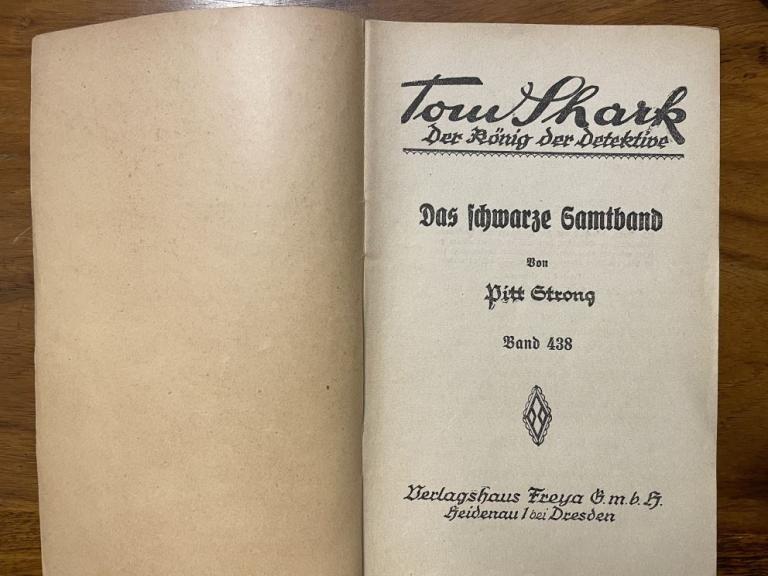 Tom Shark
Der König der Detektive
Das schwarze Samtband
Von
Pitt Strong
Band 438
Verlagshaus Freya G.m.b.H.
Heidenau 1 bei Dresden